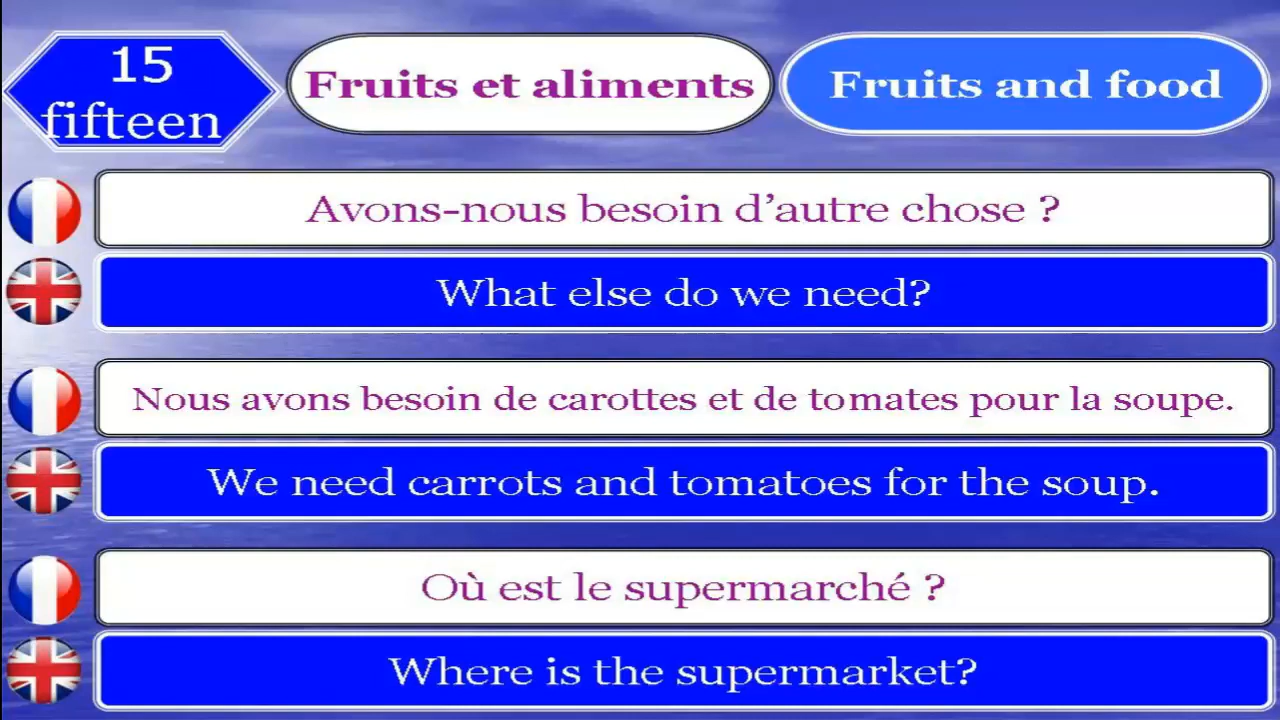 15
fifteen
Fruits et aliments
Fruits and food
Avons-nous besoin d’autre chose ?
What else do we need?
Nous avons besoin de carottes et de tomates pour la soupe.
We need carrots and tomatoes for the soup.
Où est le supermarché ?
Where is the supermarket?